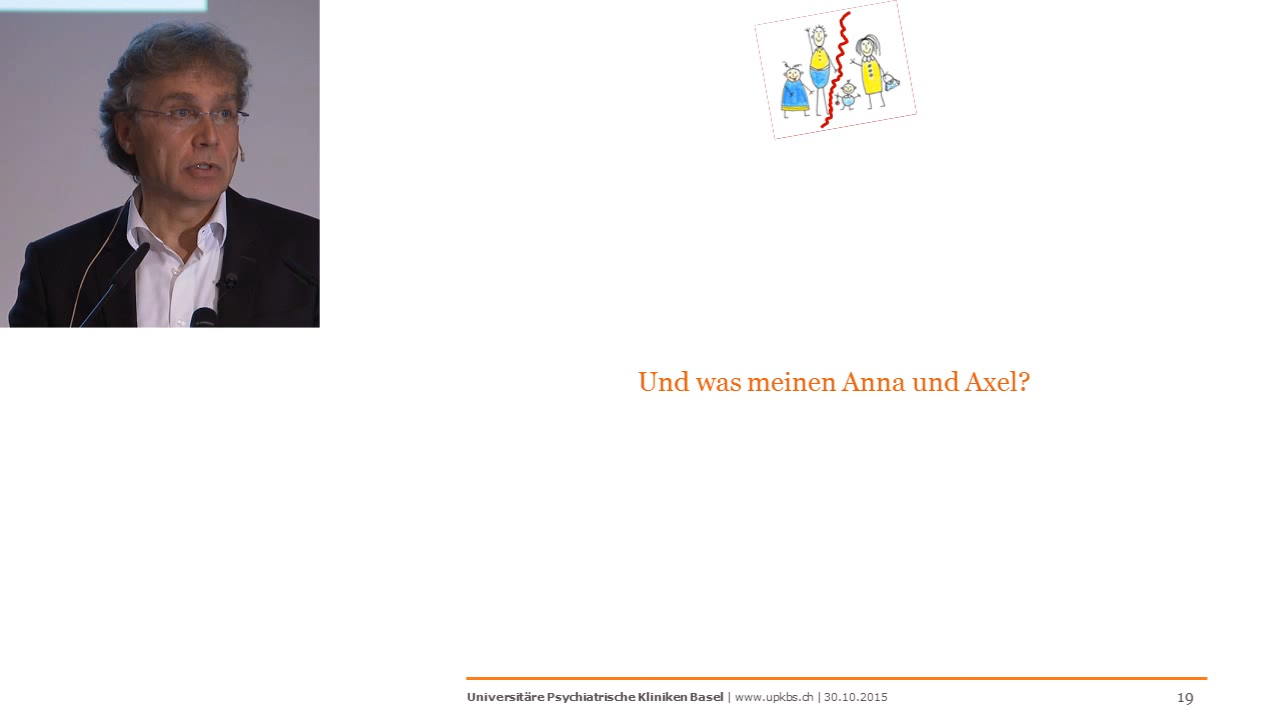 Und was meinen Anna und Axel?
Universitäre Psychiatrische Kliniken Basel | www.upkbs.ch | 30.10.2015
19